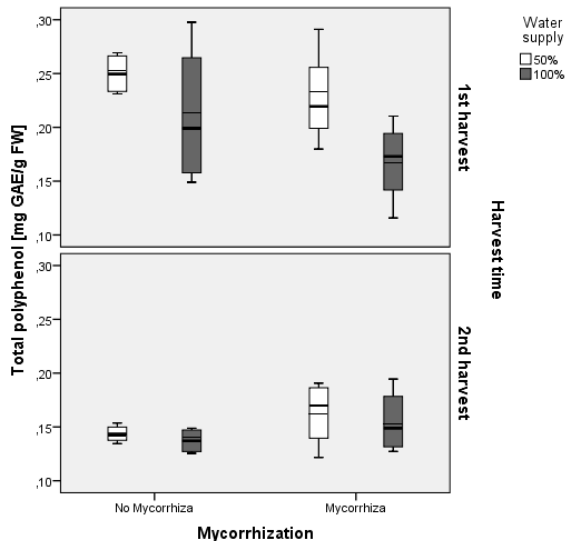 Water
supply
50%
100%
Total polyphenol [mg GAE/g FW]
,30
,25
,20
,15
,10
1st harvest
Harvest time
,30
,25
,20
,15
,10
2nd harvest
No Mycorrhiza
Mycorrhiza
Mycorrhization